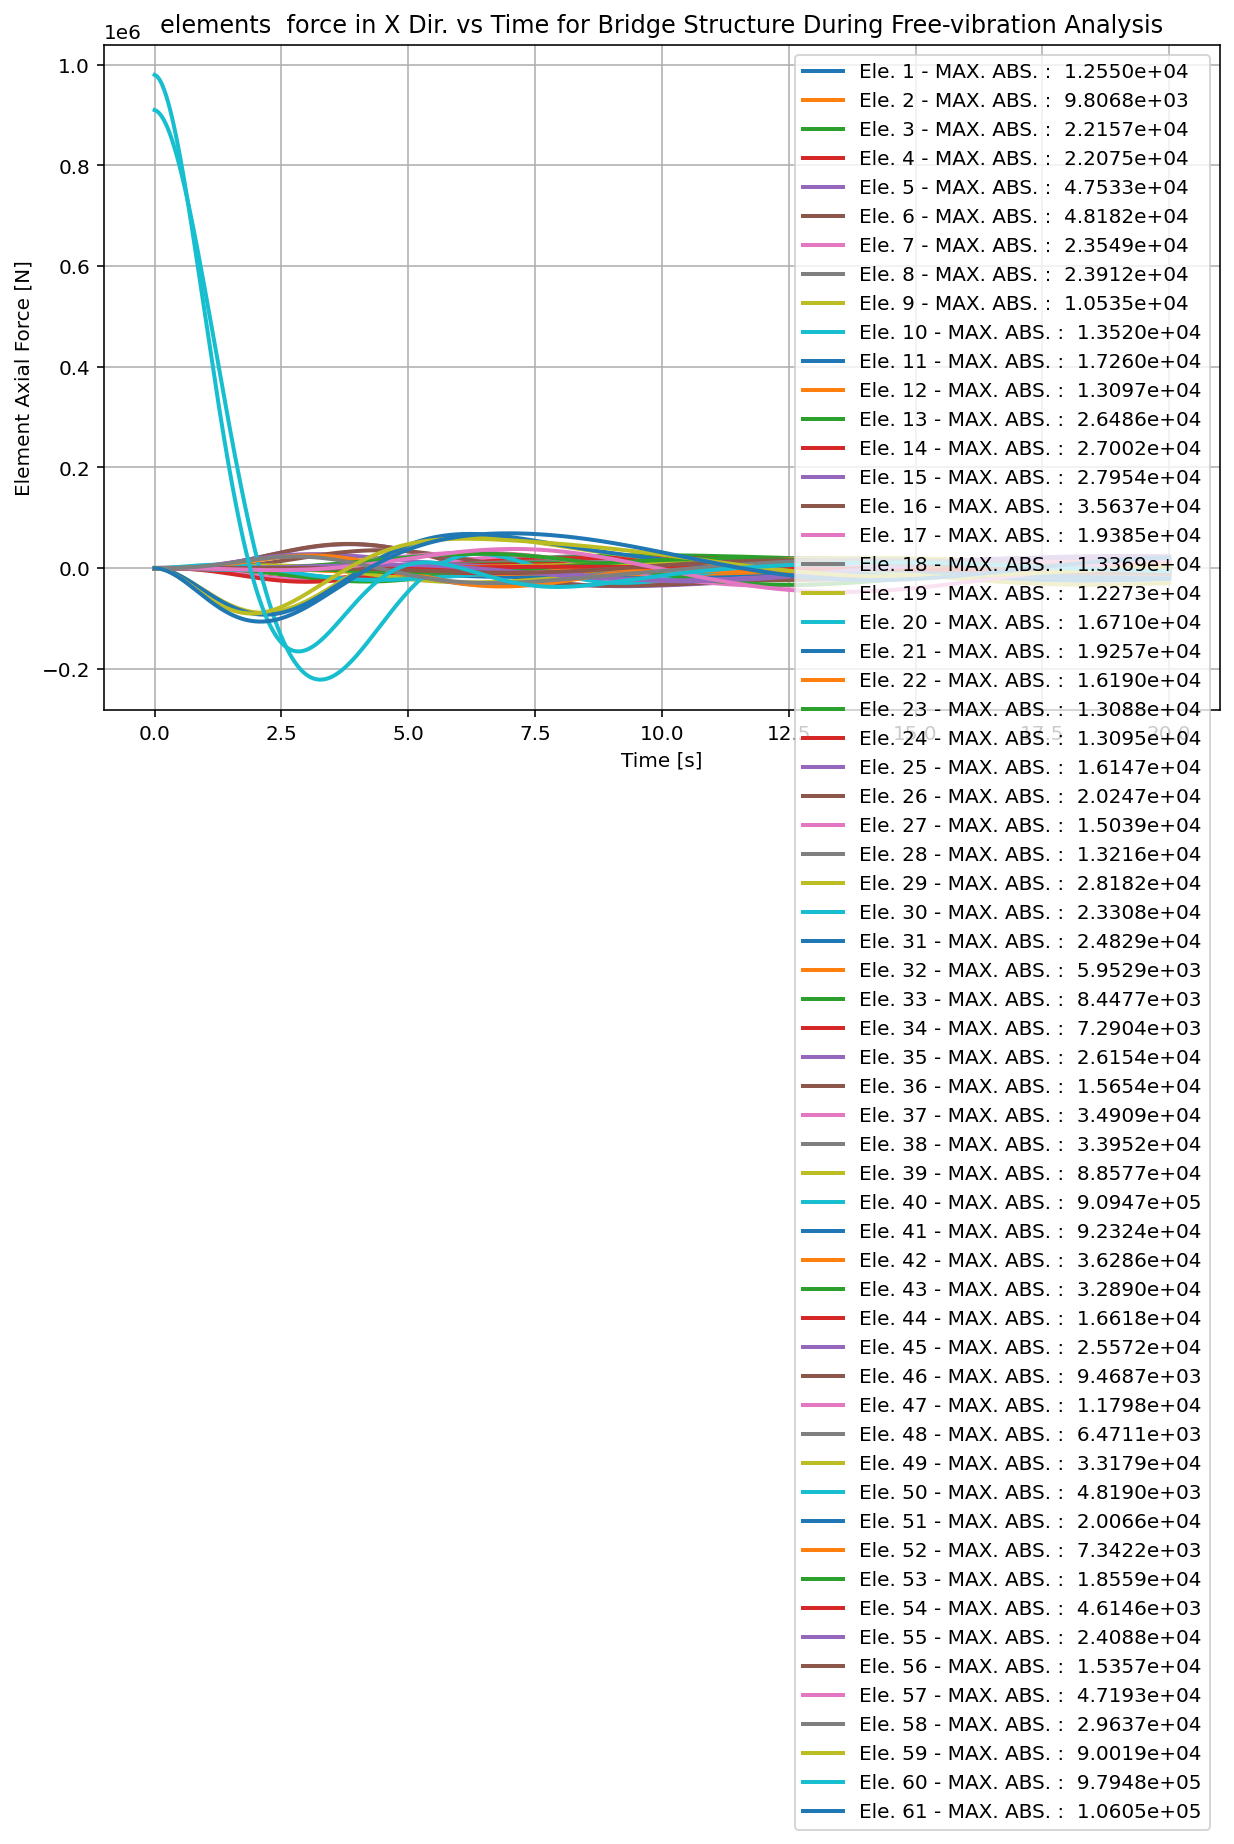 elements  force in X Dir. vs Time for Bridge Structure During Free-vibration Analysis
1e6
1.0
0.8
0.6
0.4
0.2
0.0
−0.2
Element Axial Force [N]
0.0 2.5 5.0 7.5 10.0 12.5 15.0 17.5 20.0
Time [s]
Ele. 1 - MAX. ABS. :  1.2550e+04
Ele. 2 - MAX. ABS. :  9.8068e+03
Ele. 3 - MAX. ABS. :  2.2157e+04
Ele. 4 - MAX. ABS. :  2.2075e+04
Ele. 5 - MAX. ABS. :  4.7533e+04
Ele. 6 - MAX. ABS. :  4.8182e+04
Ele. 7 - MAX. ABS. :  2.3549e+04
Ele. 8 - MAX. ABS. :  2.3912e+04
Ele. 9 - MAX. ABS. :  1.0535e+04
Ele. 10 - MAX. ABS. :  1.3520e+04
Ele. 11 - MAX. ABS. :  1.7260e+04
Ele. 12 - MAX. ABS. :  1.3097e+04
Ele. 13 - MAX. ABS. :  2.6486e+04
Ele. 14 - MAX. ABS. :  2.7002e+04
Ele. 15 - MAX. ABS. :  2.7954e+04
Ele. 16 - MAX. ABS. :  3.5637e+04
Ele. 17 - MAX. ABS. :  1.9385e+04
Ele. 18 - MAX. ABS. :  1.3369e+04
Ele. 19 - MAX. ABS. :  1.2273e+04
Ele. 20 - MAX. ABS. :  1.6710e+04
Ele. 21 - MAX. ABS. :  1.9257e+04
Ele. 22 - MAX. ABS. :  1.6190e+04
Ele. 23 - MAX. ABS. :  1.3088e+04
Ele. 24 - MAX. ABS. :  1.3095e+04
Ele. 25 - MAX. ABS. :  1.6147e+04
Ele. 26 - MAX. ABS. :  2.0247e+04
Ele. 27 - MAX. ABS. :  1.5039e+04
Ele. 28 - MAX. ABS. :  1.3216e+04
Ele. 29 - MAX. ABS. :  2.8182e+04
Ele. 30 - MAX. ABS. :  2.3308e+04
Ele. 31 - MAX. ABS. :  2.4829e+04
Ele. 32 - MAX. ABS. :  5.9529e+03
Ele. 33 - MAX. ABS. :  8.4477e+03
Ele. 34 - MAX. ABS. :  7.2904e+03
Ele. 35 - MAX. ABS. :  2.6154e+04
Ele. 36 - MAX. ABS. :  1.5654e+04
Ele. 37 - MAX. ABS. :  3.4909e+04
Ele. 38 - MAX. ABS. :  3.3952e+04
Ele. 39 - MAX. ABS. :  8.8577e+04
Ele. 40 - MAX. ABS. :  9.0947e+05
Ele. 41 - MAX. ABS. :  9.2324e+04
Ele. 42 - MAX. ABS. :  3.6286e+04
Ele. 43 - MAX. ABS. :  3.2890e+04
Ele. 44 - MAX. ABS. :  1.6618e+04
Ele. 45 - MAX. ABS. :  2.5572e+04
Ele. 46 - MAX. ABS. :  9.4687e+03
Ele. 47 - MAX. ABS. :  1.1798e+04
Ele. 48 - MAX. ABS. :  6.4711e+03
Ele. 49 - MAX. ABS. :  3.3179e+04
Ele. 50 - MAX. ABS. :  4.8190e+03
Ele. 51 - MAX. ABS. :  2.0066e+04
Ele. 52 - MAX. ABS. :  7.3422e+03
Ele. 53 - MAX. ABS. :  1.8559e+04
Ele. 54 - MAX. ABS. :  4.6146e+03
Ele. 55 - MAX. ABS. :  2.4088e+04
Ele. 56 - MAX. ABS. :  1.5357e+04
Ele. 57 - MAX. ABS. :  4.7193e+04
Ele. 58 - MAX. ABS. :  2.9637e+04
Ele. 59 - MAX. ABS. :  9.0019e+04
Ele. 60 - MAX. ABS. :  9.7948e+05
Ele. 61 - MAX. ABS. :  1.0605e+05